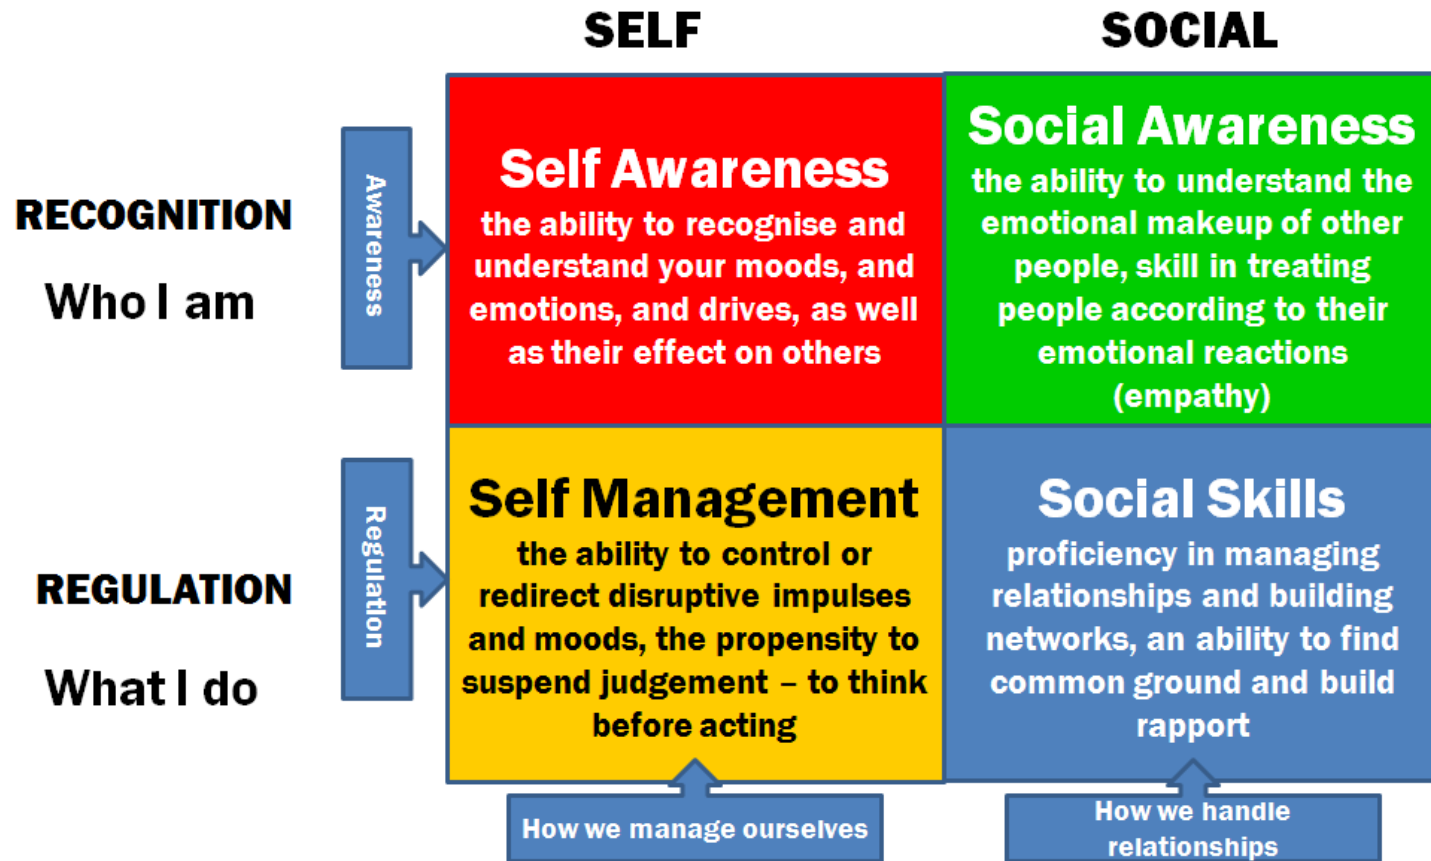 SELF
SOCIAL
RECOGNITION
Who I am
Awareness
Self Awareness
the ability to recognise and
understand your moods, and
emotions, and drives, as well
as their effect on others
Social Awareness
the ability to understand the
emotional makeup of other
people, skill in treating
people according to their
emotional reactions
(empathy)
REGULATION
What I do
Regulation
Self Management
the ability to control or
redirect disruptive impulses
and moods, the propensity to
suspend judgement – to think
before acting
Social Skills
proficiency in managing
relationships and building
networks, an ability to find
common ground and build
rapport
How we manage ourselves
How we handle
relationships